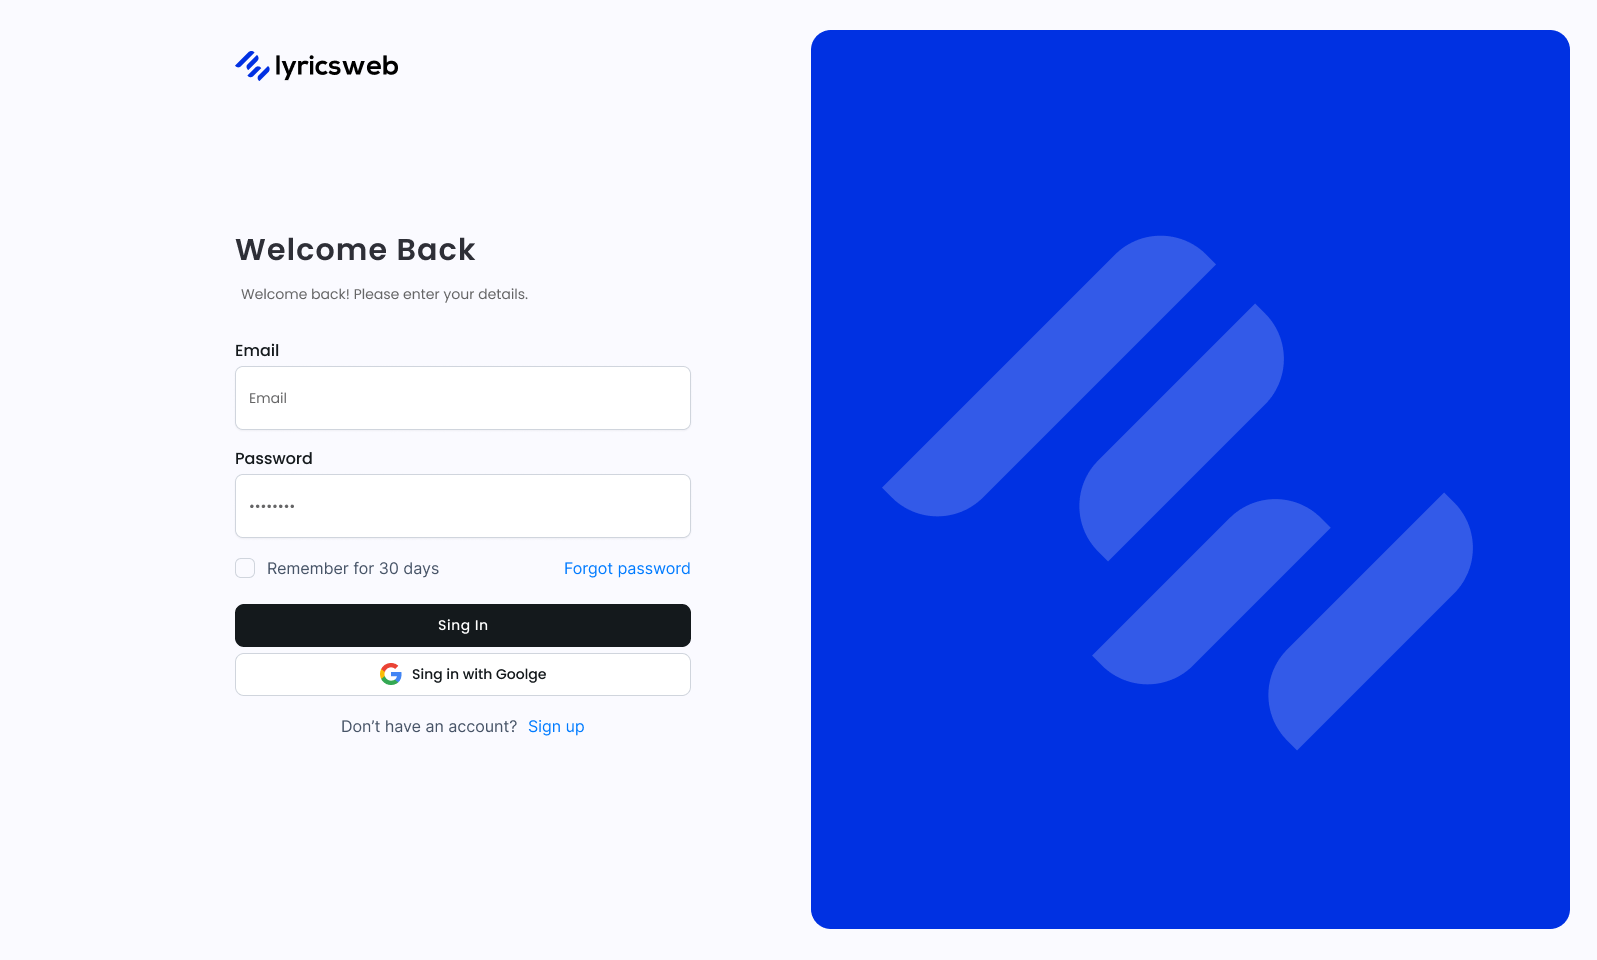 lyricsweb
Welcome Back
Welcome back! Please enter your details.
Email
Email
Password
••••••••
Remember for 30 days
Forgot password
Sing In
Sing in with Goolge
Don’t have an account? Sign up